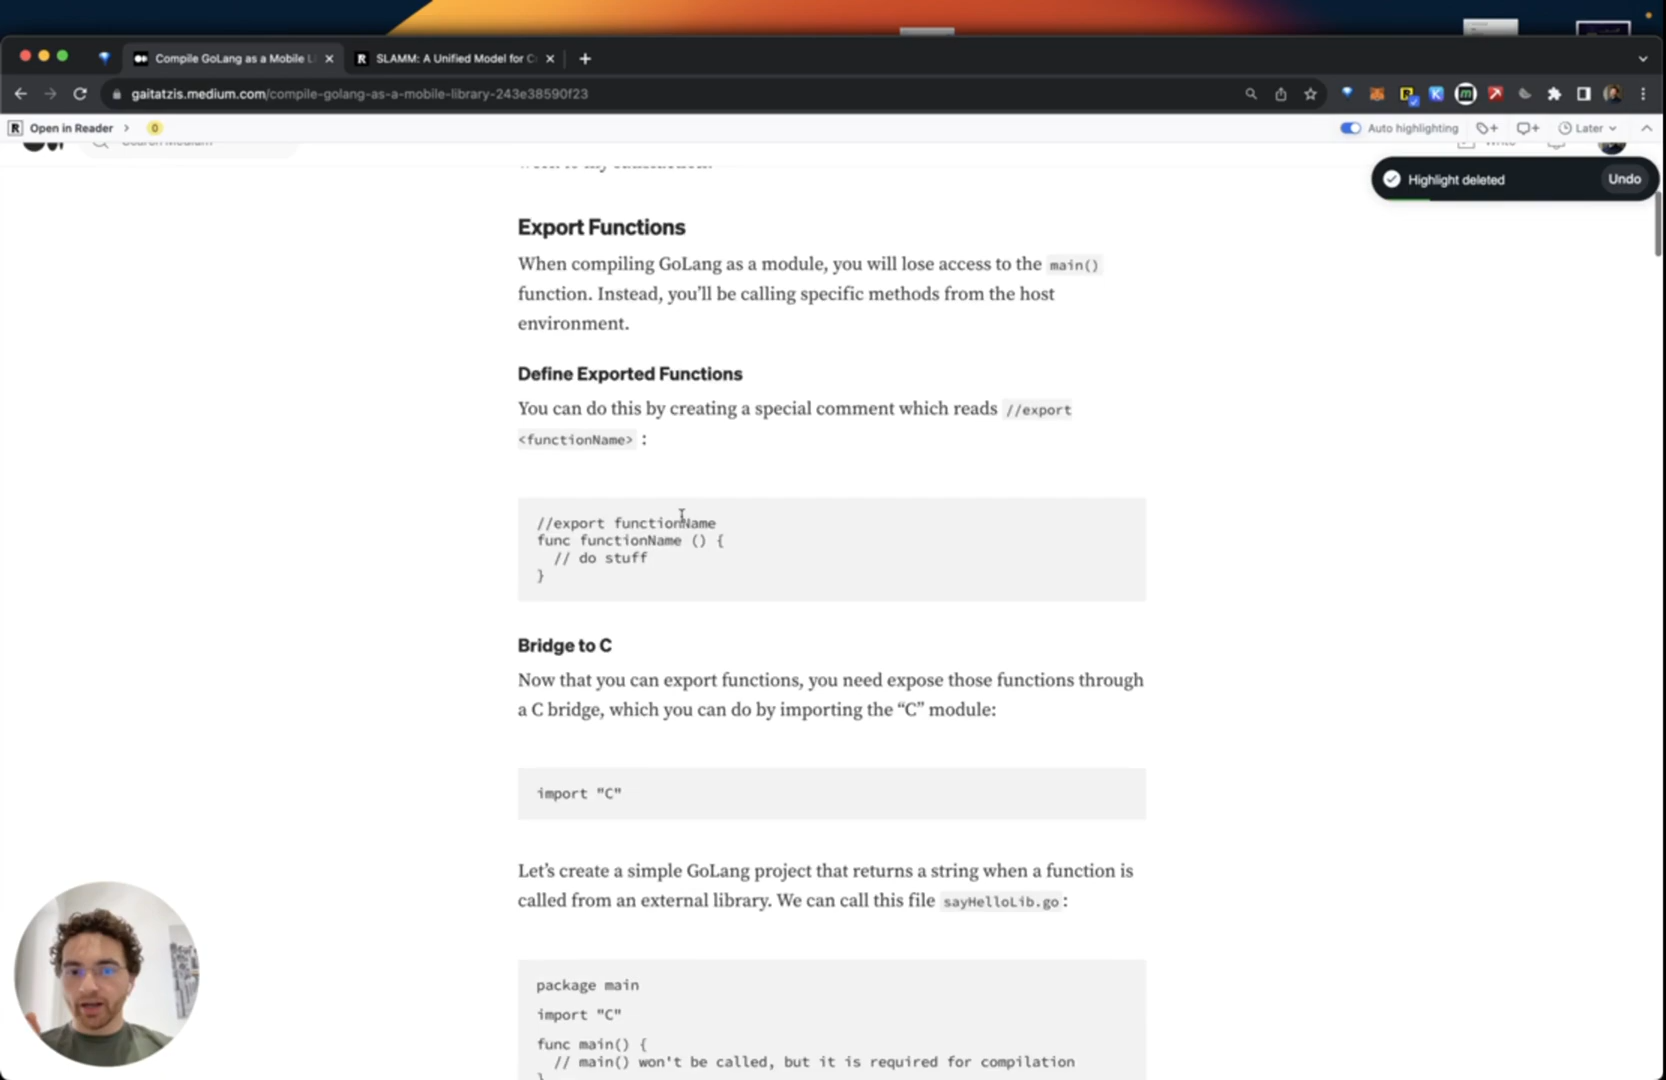 Compile GoLang as a Mobile L
SLAMM: A Unified Model for C
gaitatzis.medium.com/compile-golang-as-a-mobile-library-243e38590f23
R Open in Reader > 0
Auto highlighting
Later
Highlight deleted
Undo
Export Functions
When compiling GoLang as a module, you will lose access to the main()
function. Instead, you’ll be calling specific methods from the host
environment.
Define Exported Functions
You can do this by creating a special comment which reads //export
<functionName> :
//export functionName
func functionName () {
// do stuff
}
Bridge to C
Now that you can export functions, you need expose those functions through
a C bridge, which you can do by importing the “C” module:
import "C"
Let’s create a simple GoLang project that returns a string when a function is
called from an external library. We can call this file sayHelloLib.go:
package main
import "C"
func main() {
// main() won't be called, but it is required for compilation